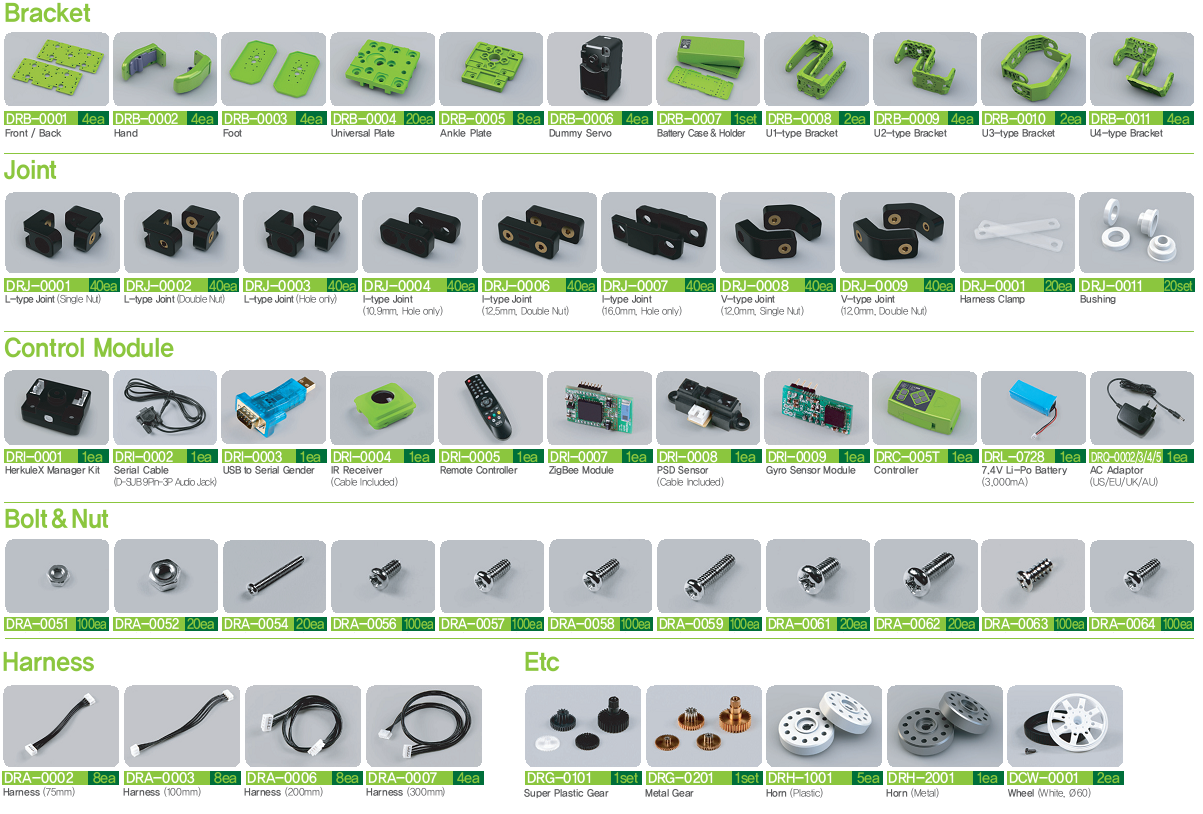 Bracket
DRB-0001 4ea
Front / Back
DRB-0002 4ea
Hand
DRB-0003 4ea
Foot
DRB-0004 20ea
Universal Plate
DRB-0005 8ea
Ankle Plate
DRB-0006 4ea
Dummy Servo
DRB-0007 1set
Battery Case & Holder
DRB-0008 2ea
U1-type Bracket
DRB-0009 4ea
U2-type Bracket
DRB-0010 2ea
U3-type Bracket
DRB-0011 4ea
U4-type Bracket
Joint
DRJ-0001 40ea
L-type Joint (Single Nut)
DRJ-0002 40ea
L-type Joint (Double Nut)
DRJ-0003 40ea
L-type Joint (Hole only)
DRJ-0004 40ea
I-type Joint
(10.9mm, Hole only)
DRJ-0006 40ea
I-type Joint
(12.5mm, Double Nut)
DRJ-0007 40ea
I-type Joint
(16.0mm, Hole only)
DRJ-0008 40ea
V-type Joint
(12.0mm, Single Nut)
DRJ-0009 40ea
V-type Joint
(12.0mm, Double Nut)
DRJ-0001 20ea
Harness Clamp
DRJ-0011 20set
Bushing
Control Module
DRI-0001 1ea
HerkuleX Manager Kit
DRI-0002 1ea
Serial Cable
(D-SUB 9Pin-3P Audio Jack)
DRI-0003 1ea
USB to Serial Gender
DRI-0004 1ea
IR Receiver
(Cable Included)
DRI-0005 1ea
Remote Controller
DRI-0007 1ea
ZigBee Module
DRI-0008 1ea
PSD Sensor
(Cable Included)
DRI-0009 1ea
Gyro Sensor Module
DRC-005T 1ea
Controller
DRL-0728 1ea
7.4V Li-Po Battery
(3,000mA)
DRQ-0002/3/4/5 1ea
AC Adaptor
(US/EU/UK/AU)
Bolt & Nut
DRA-0051 100ea
DRA-0052 20ea
DRA-0054 20ea
DRA-0056 100ea
DRA-0057 100ea
DRA-0058 100ea
DRA-0059 100ea
DRA-0061 20ea
DRA-0062 20ea
DRA-0063 100ea
DRA-0064 100ea
Harness
DRA-0002 8ea
Harness (75mm)
DRA-0003 8ea
Harness (100mm)
DRA-0006 8ea
Harness (200mm)
DRA-0007 4ea
Harness (300mm)
Etc
DRG-0101 1set
Super Plastic Gear
DRG-0201 1set
Metal Gear
DRH-1001 5ea
Horn (Plastic)
DRH-2001 1ea
Horn (Metal)
DCW-0001 2ea
Wheel (White, Ø60)